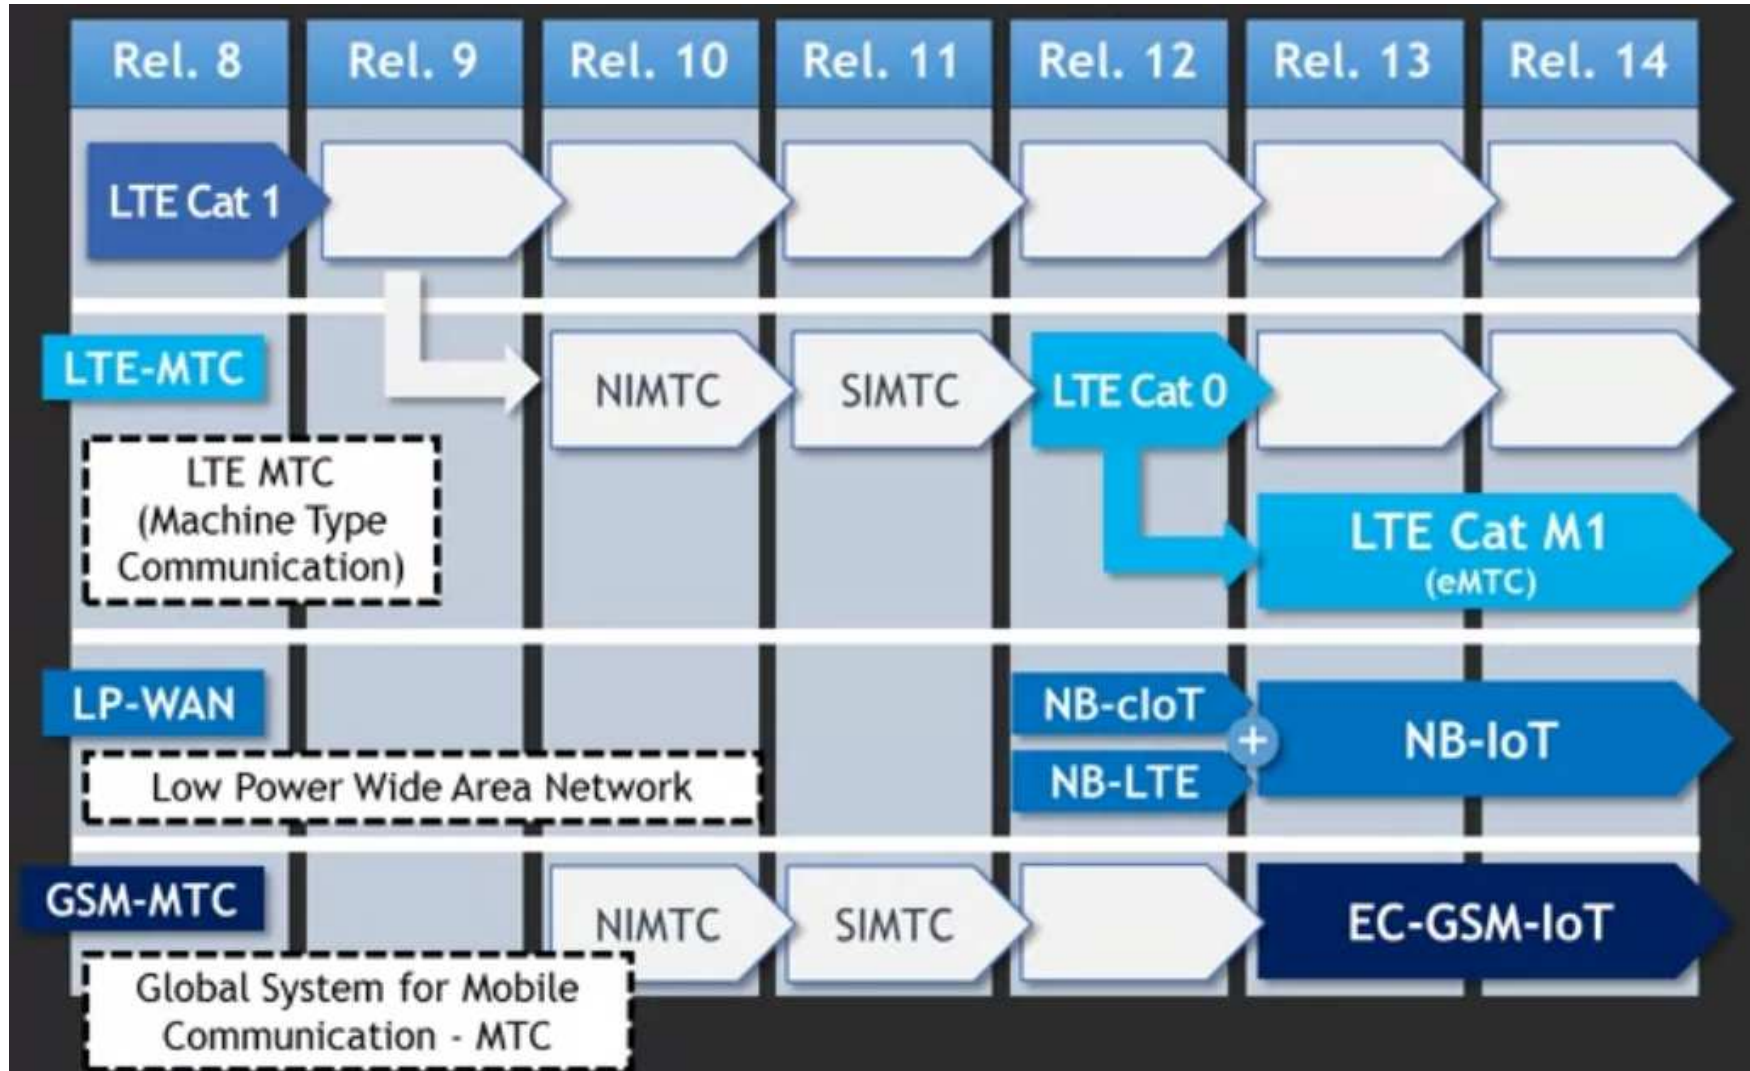 Rel. 8
Rel. 9
Rel. 10
Rel. 11
Rel. 12
Rel. 13
Rel. 14
LTE Cat 1
LTE-MTC
NIMTC
SIMTC
LTE Cat 0
LTE MTC
(Machine Type
Communication)
LTE Cat M1
(eMTC)
LP-WAN
NB-cIoT
+
NB-IoT
NB-LTE
Low Power Wide Area Network
GSM-MTC
NIMTC
SIMTC
EC-GSM-IoT
Global System for Mobile
Communication - MTC